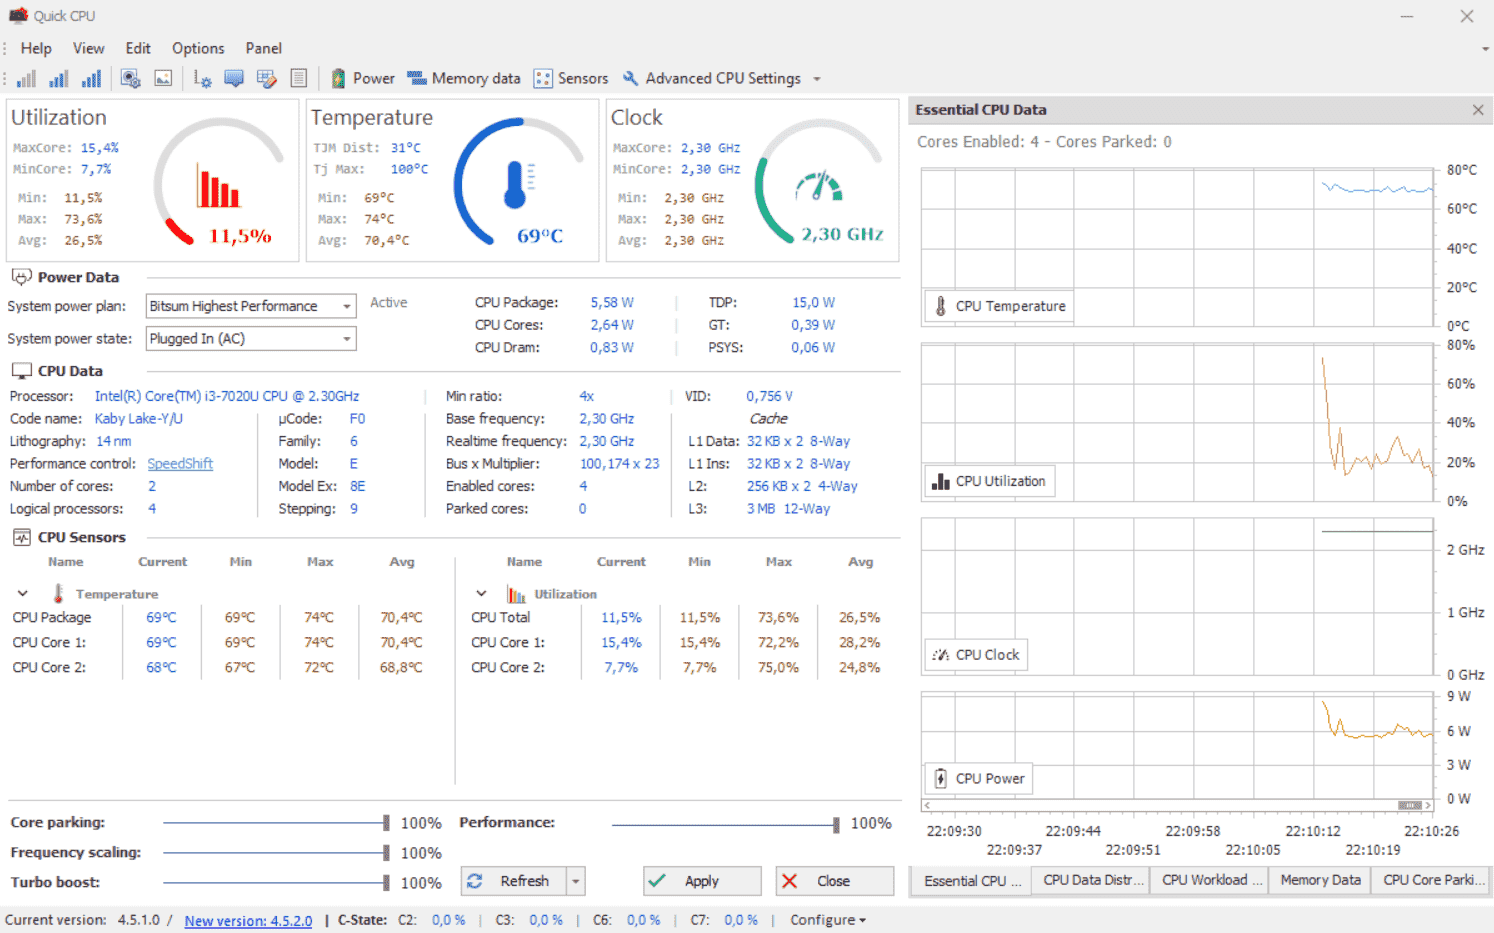 Quick CPU
Help View Edit Options Panel
Power Memory data Sensors Advanced CPU Settings
Utilization
MaxCore: 15,4%
MinCore: 7,7%
Min: 11,5%
Max: 73,6%
Avg: 26,5%
11,5%
Temperature
TJM Dist: 31°C
Tj Max: 100°C
Min: 69°C
Max: 74°C
Avg: 70,4°C
69°C
Clock
MaxCore: 2,30 GHz
MinCore: 2,30 GHz
Min: 2,30 GHz
Max: 2,30 GHz
Avg: 2,30 GHz
2,30 GHz
Power Data
System power plan: Bitsum Highest Performance Active
System power state: Plugged In (AC)
CPU Package: 5,58 W TDP: 15,0 W
CPU Cores: 2,64 W GT: 0,39 W
CPU Dram: 0,83 W PSYS: 0,06 W
CPU Data
Processor: Intel(R) Core(TM) i3-7020U CPU @ 2.30GHz
Code name: Kaby Lake-Y/U
Lithography: 14 nm
Performance control: SpeedShift
Number of cores: 2
Logical processors: 4
µCode: F0
Family: 6
Model: E
Model Ex: 8E
Stepping: 9
Min ratio: 4x
Base frequency: 2,30 GHz
Realtime frequency: 2,30 GHz
Bus x Multiplier: 100,174 x 23
Enabled cores: 4
Parked cores: 0
VID: 0,756 V
Cache
L1 Data: 32 KB x 2 8-Way
L1 Ins: 32 KB x 2 8-Way
L2: 256 KB x 2 4-Way
L3: 3 MB 12-Way
CPU Sensors
Name Current Min Max Avg
Temperature
CPU Package 69°C 69°C 74°C 70,4°C
CPU Core 1: 69°C 69°C 74°C 70,4°C
CPU Core 2: 68°C 67°C 72°C 68,8°C
Name Current Min Max Avg
Utilization
CPU Total 11,5% 11,5% 73,6% 26,5%
CPU Core 1: 15,4% 15,4% 72,2% 28,2%
CPU Core 2: 7,7% 7,7% 75,0% 24,8%
Core parking: 100%
Frequency scaling: 100%
Turbo boost: 100%
Performance: 100%
Refresh Apply Close
Essential CPU Data
Cores Enabled: 4 - Cores Parked: 0
80°C
60°C
40°C
20°C
0°C
CPU Temperature
80%
60%
40%
20%
0%
CPU Utilization
2 GHz
1 GHz
0 GHz
CPU Clock
9 W
6 W
3 W
0 W
CPU Power
22:09:30 22:09:44 22:09:58 22:10:12 22:10:26
22:09:37 22:09:51 22:10:05 22:10:19
Essential CPU ... CPU Data Distr... CPU Workload ... Memory Data CPU Core Parki...
Current version: 4.5.1.0 / New version: 4.5.2.0 | C-State: C2: 0,0 % | C3: 0,0 % | C6: 0,0 % | C7: 0,0 % | Configure